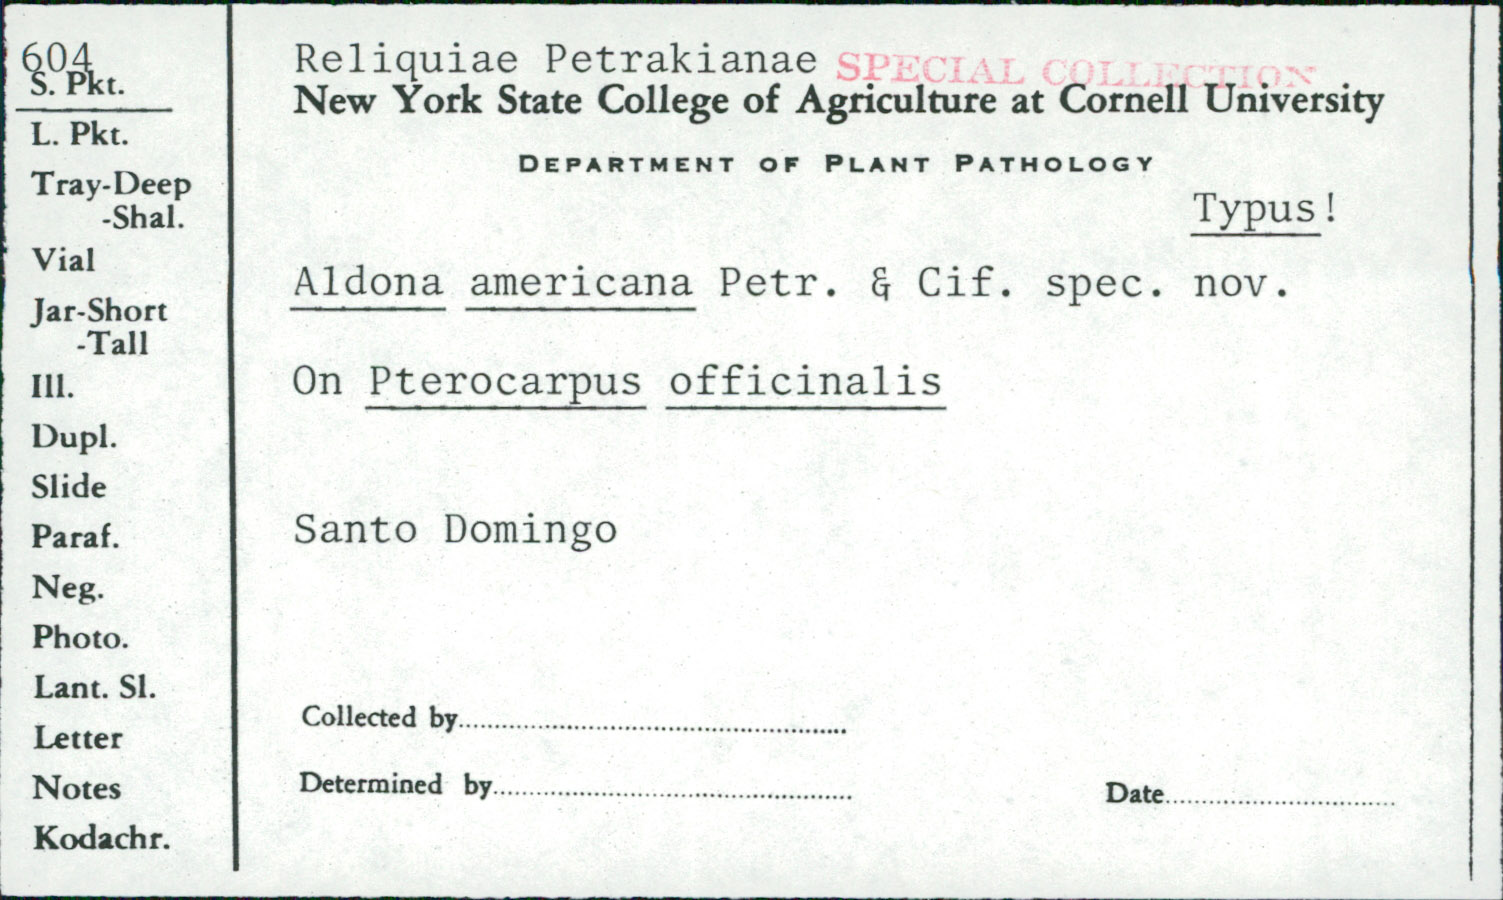 604
S. Pkt.
L. Pkt.
Tray-Deep
-Shal.
Vial
Jar-Short
-Tall
Ill.
Dupl.
Slide
Paraf.
Neg.
Photo.
Lant. Sl.
Letter
Notes
Kodachr.
Reliquiae Petrakianae SPECIAL COLLECTION
New York State College of Agriculture at Cornell University
DEPARTMENT OF PLANT PATHOLOGY
Typus!
Aldona americana Petr. & Cif. spec. nov.
On Pterocarpus officinalis
Santo Domingo
Collected by
Determined by
Date